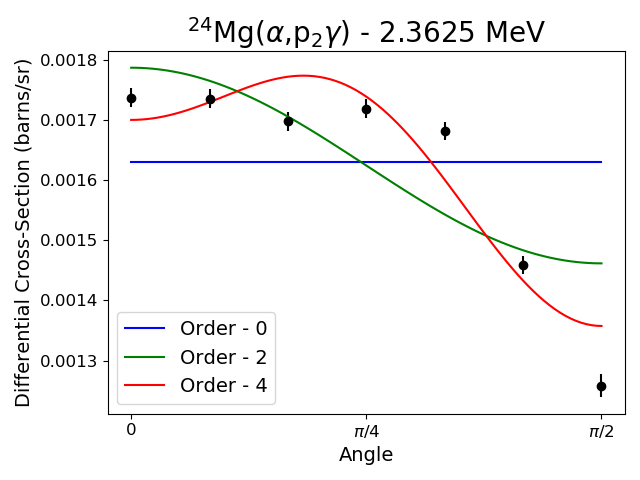 ²⁴Mg(α,p₂γ) - 2.3625 MeV
Differential Cross-Section (barns/sr)
0.0018
0.0017
0.0016
0.0015
0.0014
0.0013
Order - 0
Order - 2
Order - 4
0
π/4
π/2
Angle